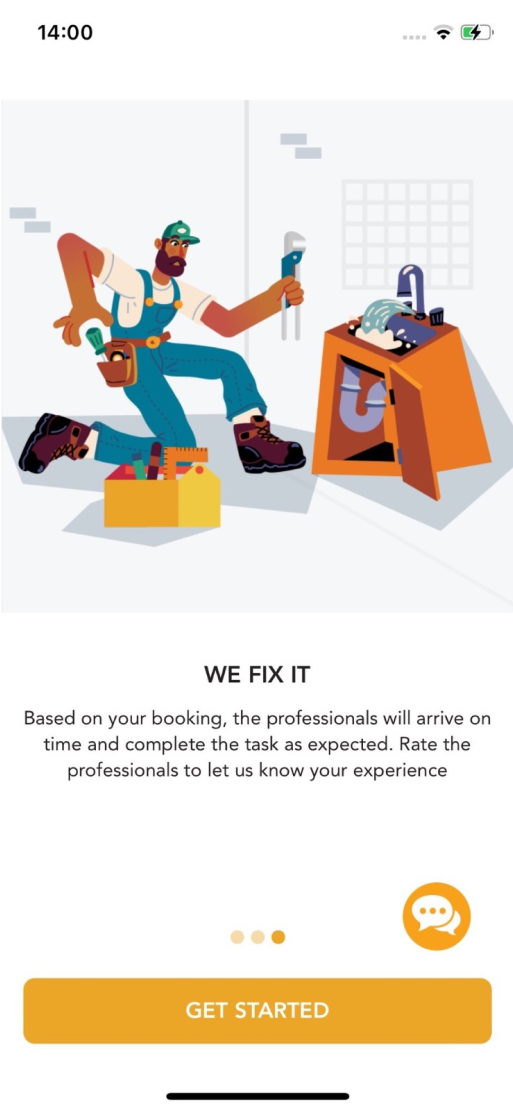 14:00
WE FIX IT
Based on your booking, the professionals will arrive on
time and complete the task as expected. Rate the
professionals to let us know your experience
GET STARTED